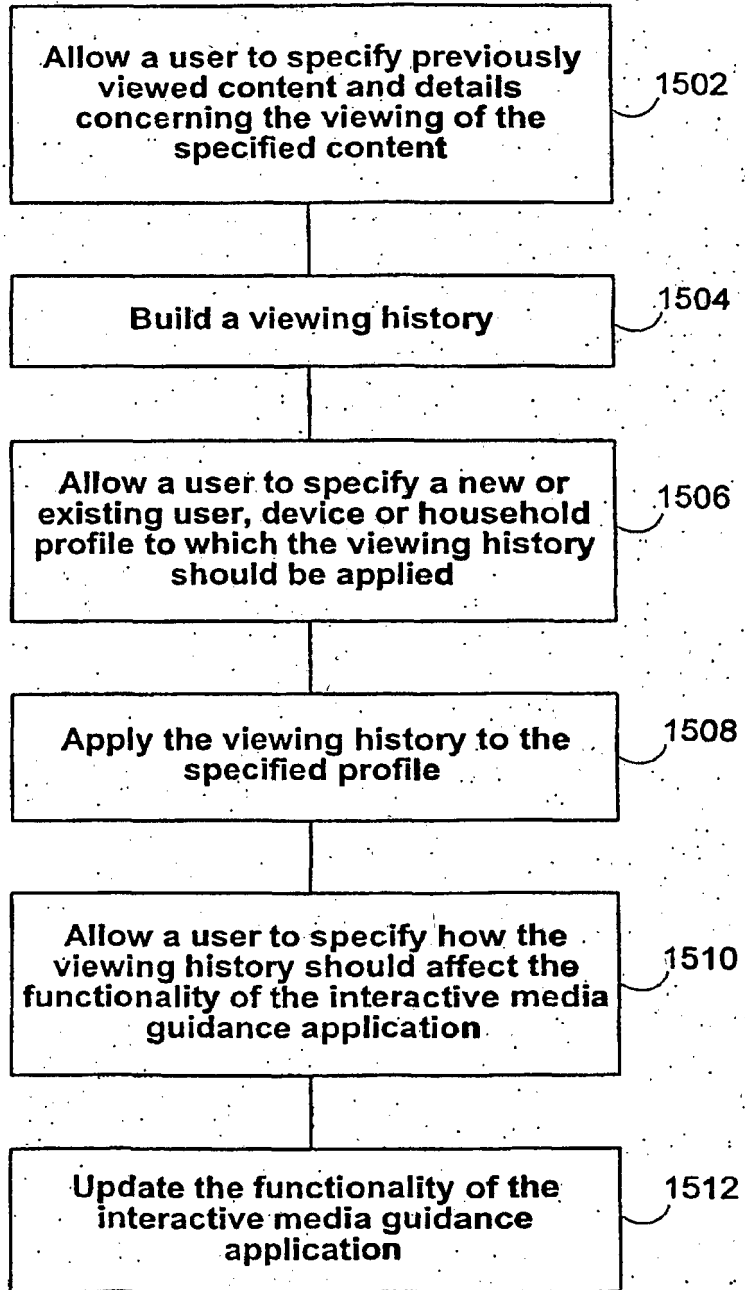 Allow a user to specify previously
viewed content and details
concerning the viewing of the
specified content
1502
Build a viewing history
1504
Allow a user to specify a new or
existing user, device or household
profile to which the viewing history
should be applied
1506
Apply the viewing history to the
specified profile
1508
Allow a user to specify how the
viewing history should affect the
functionality of the interactive media
guidance application
1510
Update the functionality of the
interactive media guidance
application
1512